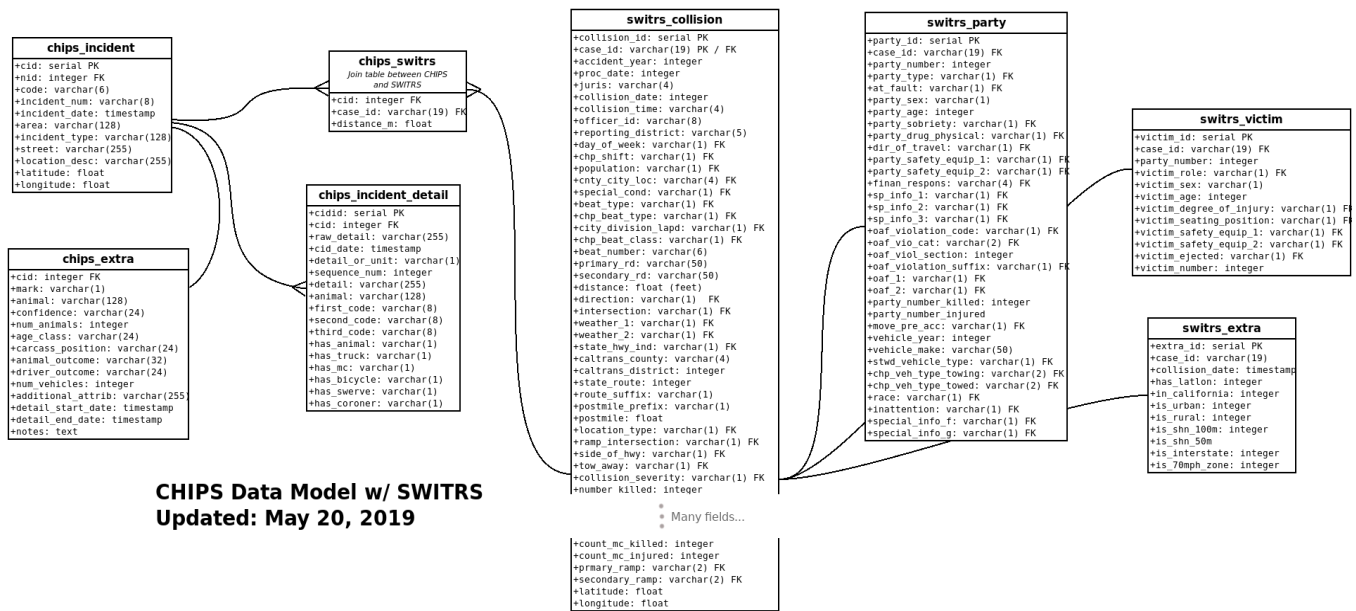 chips_incident
+cid: serial PK
+nid: integer FK
+code: varchar(6)
+incident_num: varchar(8)
+incident_date: timestamp
+area: varchar(128)
+incident_type: varchar(128)
+street: varchar(255)
+location_desc: varchar(255)
+latitude: float
+longitude: float
chips_extra
+cid: integer FK
+mark: varchar(1)
+animal: varchar(128)
+confidence: varchar(24)
+num_animals: integer
+age_class: varchar(24)
+carcass_position: varchar(24)
+animal_outcome: varchar(32)
+driver_outcome: varchar(24)
+num_vehicles: integer
+additional_attrib: varchar(255)
+detail_start_date: timestamp
+detail_end_date: timestamp
+notes: text
chips_switrs
Join table between CHIPS
and SWITRS
+cid: integer FK
+case_id: varchar(19) FK
+distance_m: float
chips_incident_detail
+cidid: serial PK
+cid: integer FK
+raw_detail: varchar(255)
+cid_date: timestamp
+detail_or_unit: varchar(1)
+sequence_num: integer
+detail: varchar(255)
+animal: varchar(128)
+first_code: varchar(8)
+second_code: varchar(8)
+third_code: varchar(8)
+has_animal: varchar(1)
+has_truck: varchar(1)
+has_mc: varchar(1)
+has_bicycle: varchar(1)
+has_swerve: varchar(1)
+has_coroner: varchar(1)
CHIPS Data Model w/ SWITRS
Updated: May 20, 2019
switrs_collision
+collision_id: serial PK
+case_id: varchar(19) PK / FK
+accident_year: integer
+proc_date: integer
+juris: varchar(4)
+collision_date: integer
+collision_time: varchar(4)
+officer_id: varchar(8)
+reporting_district: varchar(5)
+day_of_week: varchar(1) FK
+chp_shift: varchar(1) FK
+population: varchar(1) FK
+cnty_city_loc: varchar(4) FK
+special_cond: varchar(1) FK
+beat_type: varchar(1) FK
+chp_beat_type: varchar(1) FK
+city_division_lapd: varchar(1) FK
+chp_beat_class: varchar(1) FK
+beat_number: varchar(6)
+primary_rd: varchar(50)
+secondary_rd: varchar(50)
+distance: float (feet)
+direction: varchar(1)  FK
+intersection: varchar(1) FK
+weather_1: varchar(1) FK
+weather_2: varchar(1) FK
+state_hwy_ind: varchar(1) FK
+caltrans_county: varchar(4)
+caltrans_district: integer
+state_route: integer
+route_suffix: varchar(1)
+postmile_prefix: varchar(1)
+postmile: float
+location_type: varchar(1) FK
+ramp_intersection: varchar(1) FK
+side_of_hwy: varchar(1) FK
+tow_away: varchar(1) FK
+collision_severity: varchar(1) FK
+number killed: integer
Many fields...
+count_mc_killed: integer
+count_mc_injured: integer
+prmary_ramp: varchar(2) FK
+secondary_ramp: varchar(2) FK
+latitude: float
+longitude: float
switrs_party
+party_id: serial PK
+case_id: varchar(19) FK
+party_number: integer
+party_type: varchar(1) FK
+at_fault: varchar(1) FK
+party_sex: varchar(1)
+party_age: integer
+party_sobriety: varchar(1) FK
+party_drug_physical: varchar(1) FK
+dir_of_travel: varchar(1) FK
+party_safety_equip_1: varchar(1) FK
+party_safety_equip_2: varchar(1) FK
+finan_respons: varchar(4) FK
+sp_info_1: varchar(1) FK
+sp_info_2: varchar(1) FK
+sp_info_3: varchar(1) FK
+oaf_violation_code: varchar(1) FK
+oaf_vio_cat: varchar(2) FK
+oaf_viol_section: integer
+oaf_violation_suffix: varchar(1) FK
+oaf_1: varchar(1) FK
+oaf_2: varchar(1) FK
+party_number_killed: integer
+party_number_injured
+move_pre_acc: varchar(1) FK
+vehicle_year: integer
+vehicle_make: varchar(50)
+stwd_vehicle_type: varchar(1) FK
+chp_veh_type_towing: varchar(2) FK
+chp_veh_type_towed: varchar(2) FK
+race: varchar(1) FK
+inattention: varchar(1) FK
+special_info_f: varchar(1) FK
+special_info_g: varchar(1) FK
switrs_victim
+victim_id: serial PK
+case_id: varchar(19) FK
+party_number: integer
+victim_role: varchar(1) FK
+victim_sex: varchar(1)
+victim_age: integer
+victim_degree_of_injury: varchar(1) FK
+victim_seating_position: varchar(1) FK
+victim_safety_equip_1: varchar(1) FK
+victim_safety_equip_2: varchar(1) FK
+victim_ejected: varchar(1) FK
+victim_number: integer
switrs_extra
+extra_id: serial PK
+case_id: varchar(19)
+collision_date: timestamp
+has_latlon: integer
+in_california: integer
+is_urban: integer
+is_rural: integer
+is_shn_100m: integer
+is_shn_50m
+is_interstate: integer
+is_70mph_zone: integer